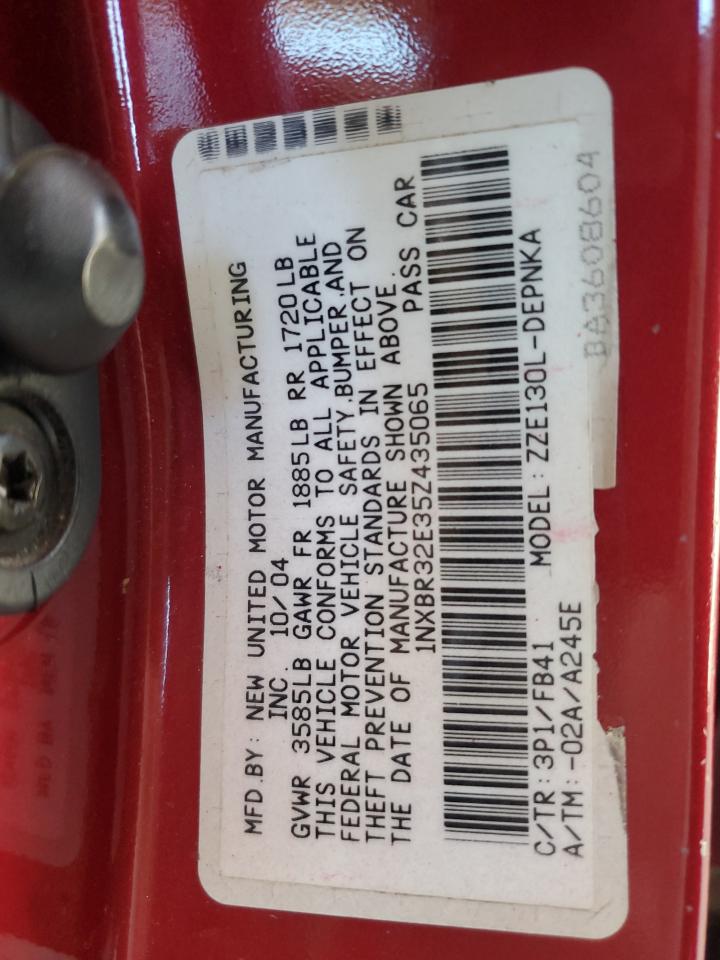 MFD.BY: NEW UNITED MOTOR MANUFACTURING
INC. 10/04
GVWR 3585LB GAWR FR 1885LB RR 1720LB
THIS VEHICLE CONFORMS TO ALL APPLICABLE
FEDERAL MOTOR VEHICLE SAFETY,BUMPER,AND
THEFT PREVENTION STANDARDS IN EFFECT ON
THE DATE OF MANUFACTURE SHOWN ABOVE.
1NXBR32E35Z435065 PASS CAR
C/TR:3P1/FB41 MODEL:ZZE130L-DEPNKA
A/TM:-02A/A245E
BA3608604